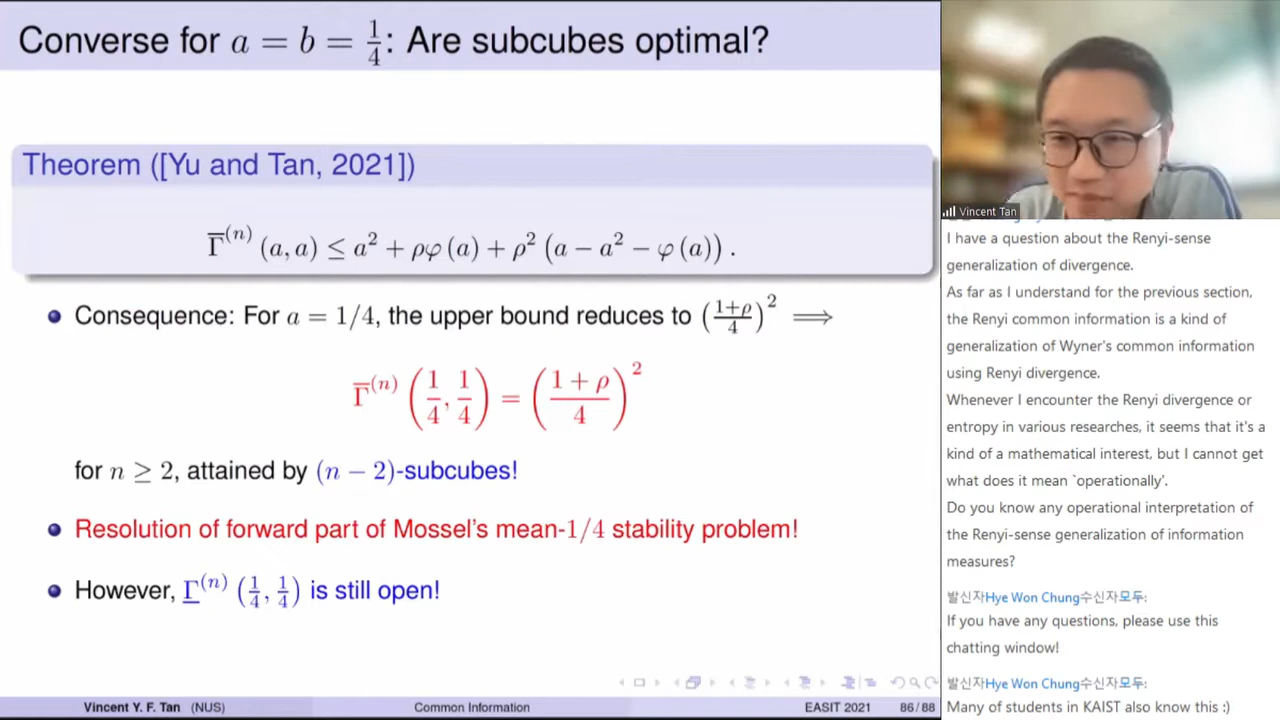 Converse for a = b = 1/4: Are subcubes optimal?
Theorem ([Yu and Tan, 2021])
Γ̅^(n) (a, a) ≤ a² + ρφ (a) + ρ² (a − a² − φ (a)) .
Consequence: For a = 1/4, the upper bound reduces to ((1+ρ)/4)² ⟹
Γ̅^(n) (1/4, 1/4) = ((1 + ρ)/4)²
for n ≥ 2, attained by (n − 2)-subcubes!
Resolution of forward part of Mossel's mean-1/4 stability problem!
However, Γ̲^(n) (1/4, 1/4) is still open!
Vincent Y. F. Tan (NUS)
Common Information
EASIT 2021
86 / 88
Vincent Tan
I have a question about the Renyi-sense
generalization of divergence.
As far as I understand for the previous section,
the Renyi common information is a kind of
generalization of Wyner's common information
using Renyi divergence.
Whenever I encounter the Renyi divergence or
entropy in various researches, it seems that it's a
kind of a mathematical interest, but I cannot get
what does it mean `operationally'.
Do you know any operational interpretation of
the Renyi-sense generalization of information
measures?
발신자Hye Won Chung수신자모두:
If you have any questions, please use this
chatting window!
발신자Hye Won Chung수신자모두:
Many of students in KAIST also know this :)